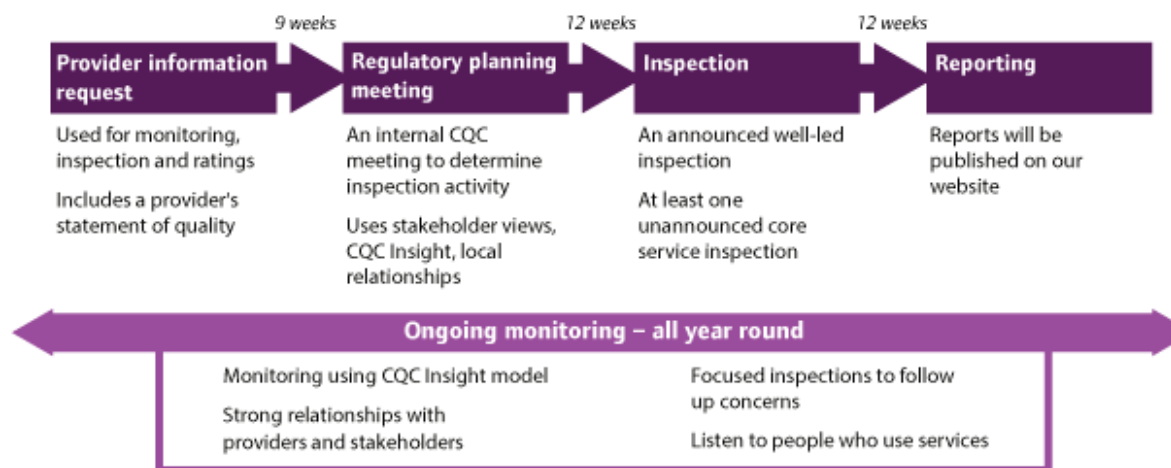 9 weeks
12 weeks
12 weeks
Provider information
request
Regulatory planning
meeting
Inspection
Reporting
Used for monitoring,
inspection and ratings
Includes a provider's
statement of quality
An internal CQC
meeting to determine
inspection activity
Uses stakeholder views,
CQC Insight, local
relationships
An announced well-led
inspection
At least one
unannounced core
service inspection
Reports will be
published on our
website
Ongoing monitoring – all year round
Monitoring using CQC Insight model
Strong relationships with
providers and stakeholders
Focused inspections to follow
up concerns
Listen to people who use services